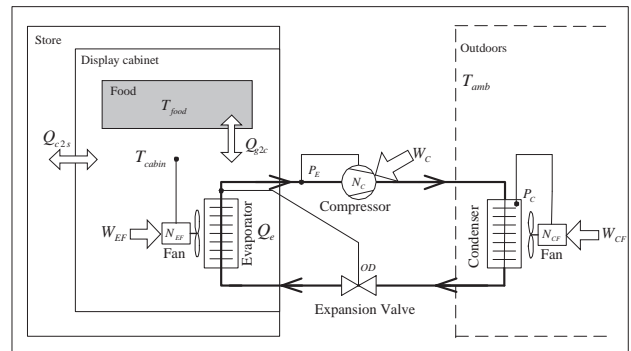 Store
Display cabinet
Food
T_food
Q_c2s
T_cabin
Q_g2c
W_EF
N_EF
Fan
Evaporator
Q_e
P_E
N_C
W_C
Compressor
OD
Expansion Valve
Outdoors
T_amb
P_C
Condenser
N_CF
Fan
W_CF